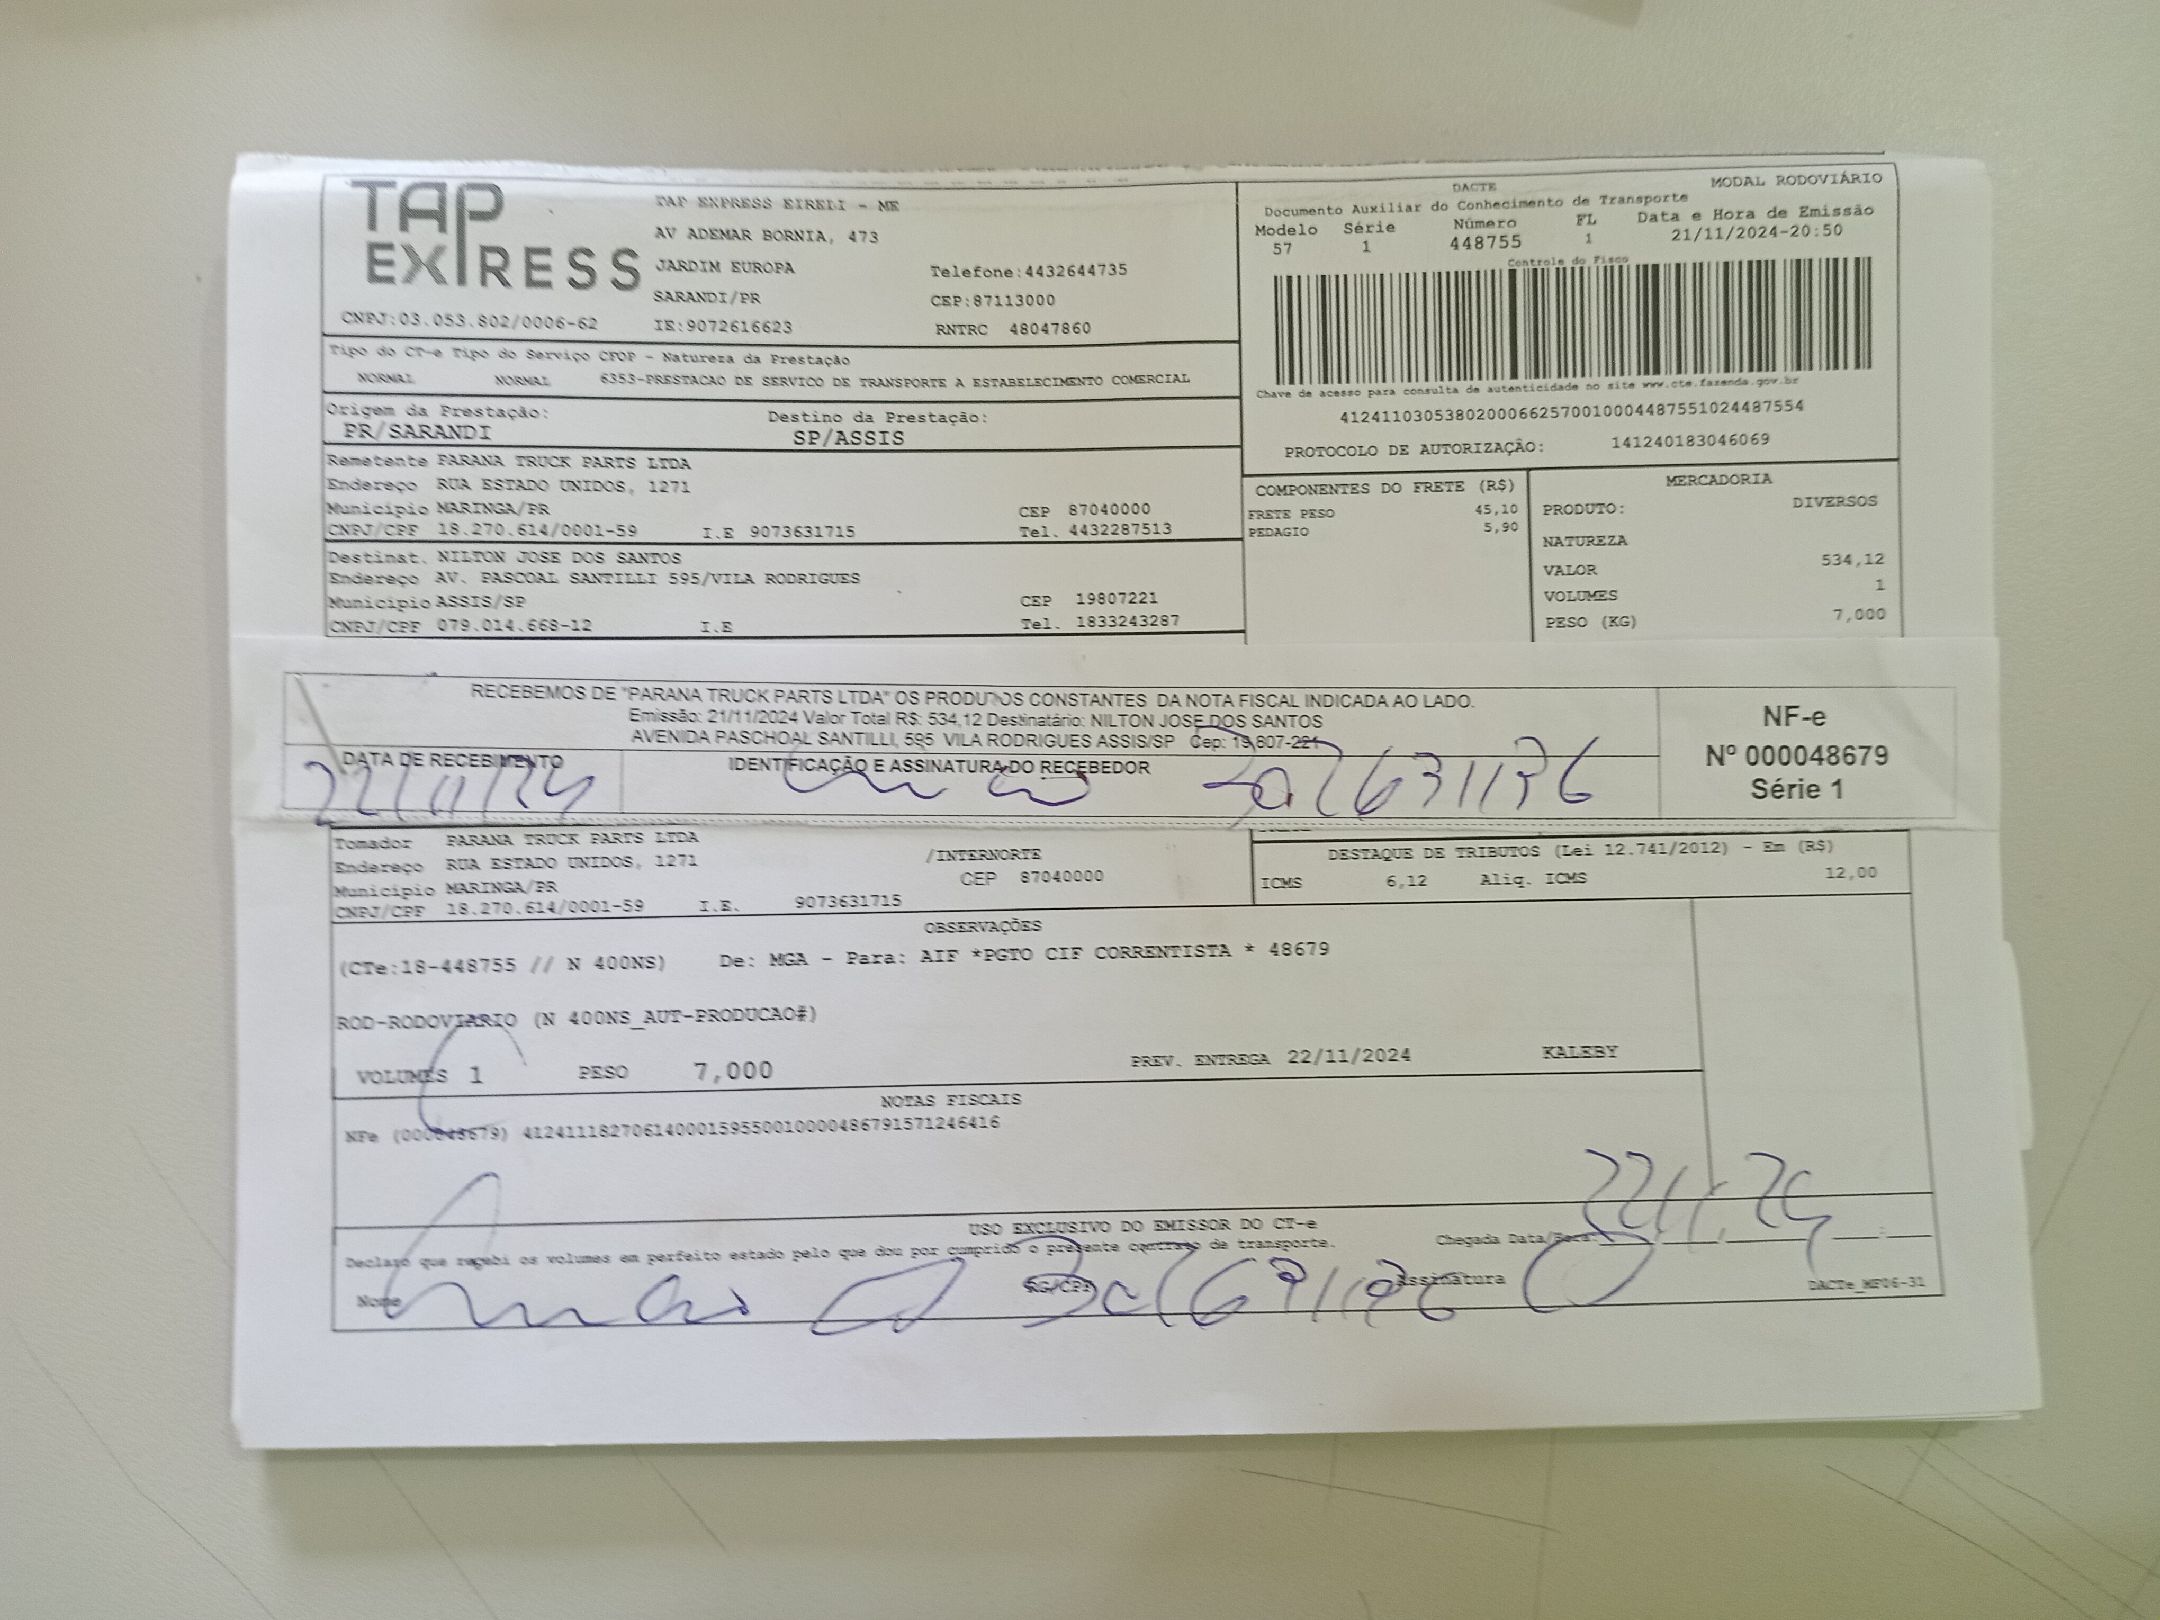 TAP EXPRESS
TAP EXPRESS EIRELI - ME
AV ADEMAR BORNIA, 473
JARDIM EUROPA Telefone:4432644735
SARANDI/PR CEP:87113000
CNPJ:03.053.802/0006-62 IE:9072616623 RNTRC 48047860
DACTE MODAL RODOVIÁRIO
Documento Auxiliar do Conhecimento de Transporte
Modelo Série Número FL Data e Hora de Emissão
57 1 448755 1 21/11/2024-20:50
Controle do Fisco
Chave de acesso para consulta de autenticidade no site www.cte.fazenda.gov.br
41241103053802000662570010004487551024487554
PROTOCOLO DE AUTORIZAÇÃO: 141240183046069
Tipo do CT-e Tipo do Serviço CFOP - Natureza da Prestação
NORMAL NORMAL 6353-PRESTACAO DE SERVICO DE TRANSPORTE A ESTABELECIMENTO COMERCIAL
Origem da Prestação: Destino da Prestação:
PR/SARANDI SP/ASSIS
Remetente PARANA TRUCK PARTS LTDA
Endereço RUA ESTADO UNIDOS, 1271
Município MARINGA/PR CEP 87040000
CNPJ/CPF 18.270.614/0001-59 I.E 9073631715 Tel. 4432287513
Destinat. NILTON JOSE DOS SANTOS
Endereço AV. PASCOAL SANTILLI 595/VILA RODRIGUES
Município ASSIS/SP CEP 19807221
CNPJ/CPF 079.014.668-12 I.E Tel. 1833243287
COMPONENTES DO FRETE (R$)
FRETE PESO 45,10
PEDAGIO 5,90
MERCADORIA
PRODUTO: DIVERSOS
NATUREZA
VALOR 534,12
VOLUMES 1
PESO (KG) 7,000
RECEBEMOS DE "PARANA TRUCK PARTS LTDA" OS PRODUTOS CONSTANTES DA NOTA FISCAL INDICADA AO LADO.
Emissão: 21/11/2024 Valor Total R$: 534,12 Destinatário: NILTON JOSE DOS SANTOS
AVENIDA PASCHOAL SANTILLI, 595 VILA RODRIGUES ASSIS/SP Cep: 19.807-221
DATA DE RECEBIMENTO IDENTIFICAÇÃO E ASSINATURA DO RECEBEDOR
22/11/24
NF-e
Nº 000048679
Série 1
Tomador PARANA TRUCK PARTS LTDA
Endereço RUA ESTADO UNIDOS, 1271 /INTERNORTE
Município MARINGA/PR CEP 87040000
CNPJ/CPF 18.270.614/0001-59 I.E. 9073631715
DESTAQUE DE TRIBUTOS (Lei 12.741/2012) - Em (R$)
ICMS 6,12 Aliq. ICMS 12,00
OBSERVAÇÕES
(CTe:18-448755 // N 400NS) De: MGA - Para: AIF *PGTO CIF CORRENTISTA * 48679
ROD-RODOVIARIO (N 400NS_AUT-PRODUCAO#)
VOLUMES 1 PESO 7,000 PREV. ENTREGA 22/11/2024 KALEBY
NOTAS FISCAIS
NFe (000048679) 41241118270614000159550010000486791571246416
USO EXCLUSIVO DO EMISSOR DO CT-e
Declaro que recebi os volumes em perfeito estado pelo que dou por cumprido o presente contrato de transporte. Chegada Data/Hora:
Nome RG/CPF Assinatura DACTe_MF06-31